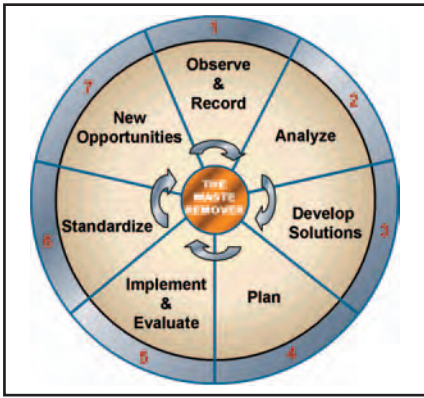 1
Observe
&
Record
2
Analyze
3
Develop
Solutions
4
Plan
5
Implement
&
Evaluate
6
Standardize
7
New
Opportunities
THE
WASTE
REMOVER